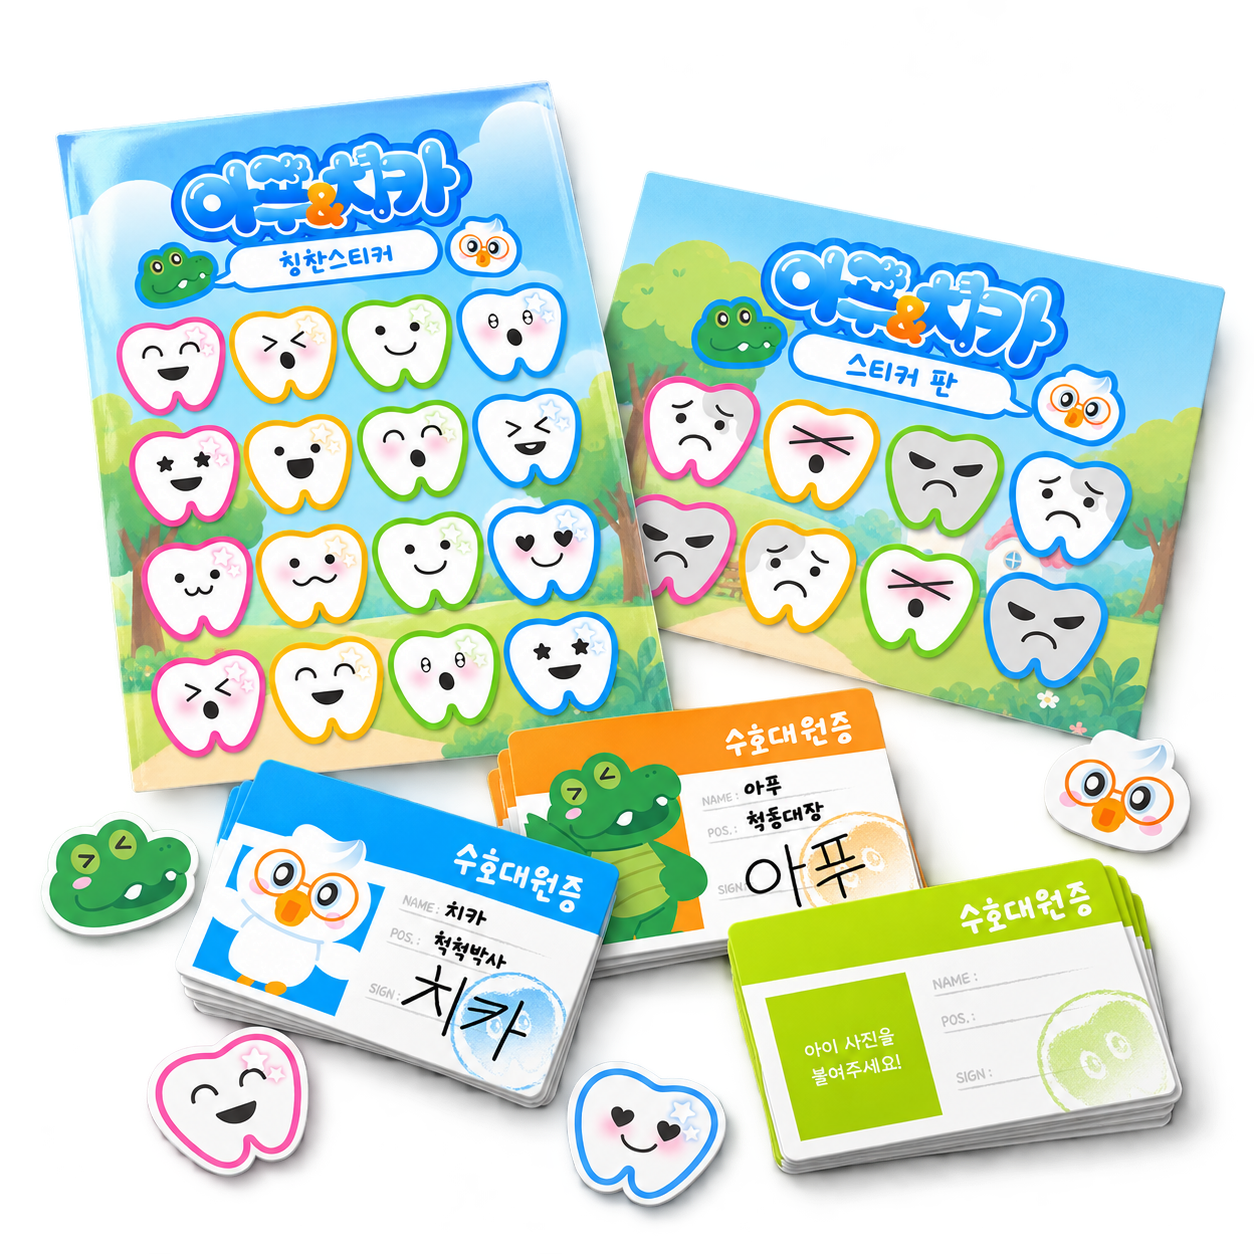 아푸&치카
칭찬스티커
아푸&치카
스티커 판
수호대원증
NAME : 아푸
POS. : 척동대장
SIGN : 아푸
수호대원증
NAME : 치카
POS. : 척척박사
SIGN : 치카
수호대원증
NAME :
POS. :
SIGN :
아이 사진을
붙여주세요!